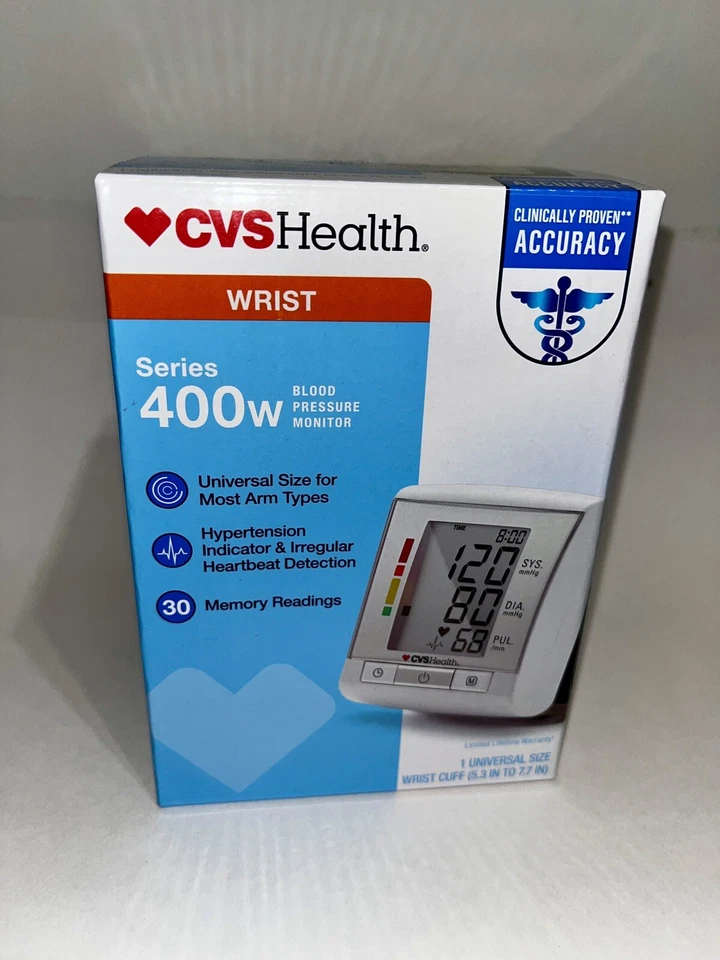 CVSHealth®
CLINICALLY PROVEN**
ACCURACY
WRIST
Series
400w
BLOOD
PRESSURE
MONITOR
Universal Size for
Most Arm Types
Hypertension
Indicator & Irregular
Heartbeat Detection
30 Memory Readings
TIME 8:00
120 SYS.
mmHg
80 DIA.
mmHg
68 PUL.
/min
CVSHealth.
M
Limited Lifetime Warranty*
1 UNIVERSAL SIZE
WRIST CUFF (5.3 IN TO 7.7 IN)